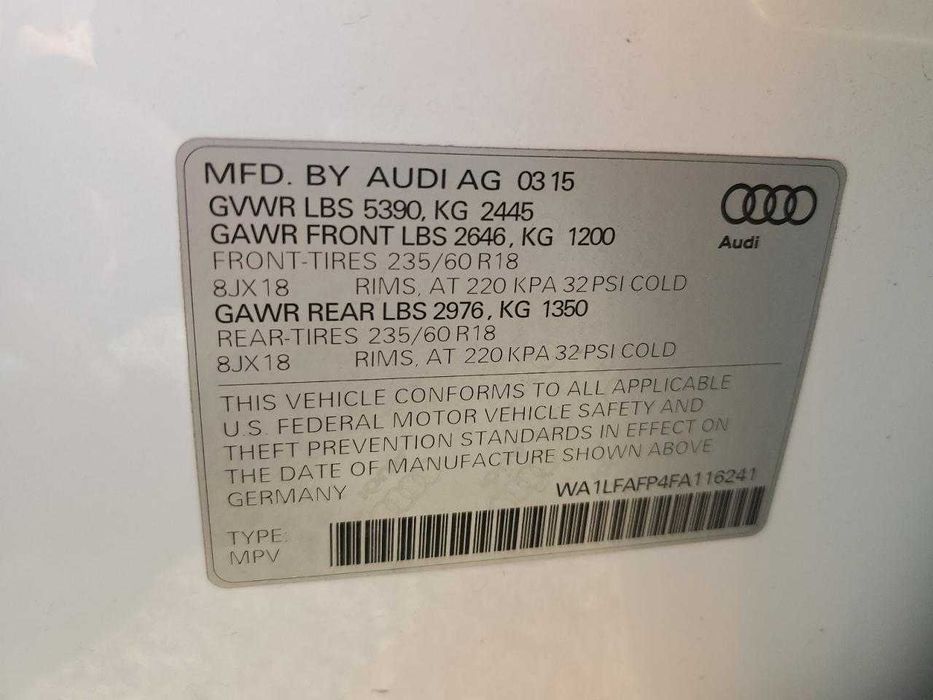 MFD. BY AUDI AG 03 15
GVWR LBS 5390, KG 2445
GAWR FRONT LBS 2646, KG 1200
FRONT-TIRES 235/60 R18
8JX18 RIMS, AT 220 KPA 32 PSI COLD
GAWR REAR LBS 2976, KG 1350
REAR-TIRES 235/60 R18
8JX18 RIMS, AT 220 KPA 32 PSI COLD
Audi
THIS VEHICLE CONFORMS TO ALL APPLICABLE
U.S. FEDERAL MOTOR VEHICLE SAFETY AND
THEFT PREVENTION STANDARDS IN EFFECT ON
THE DATE OF MANUFACTURE SHOWN ABOVE
GERMANY WA1LFAFP4FA116241
TYPE:
MPV